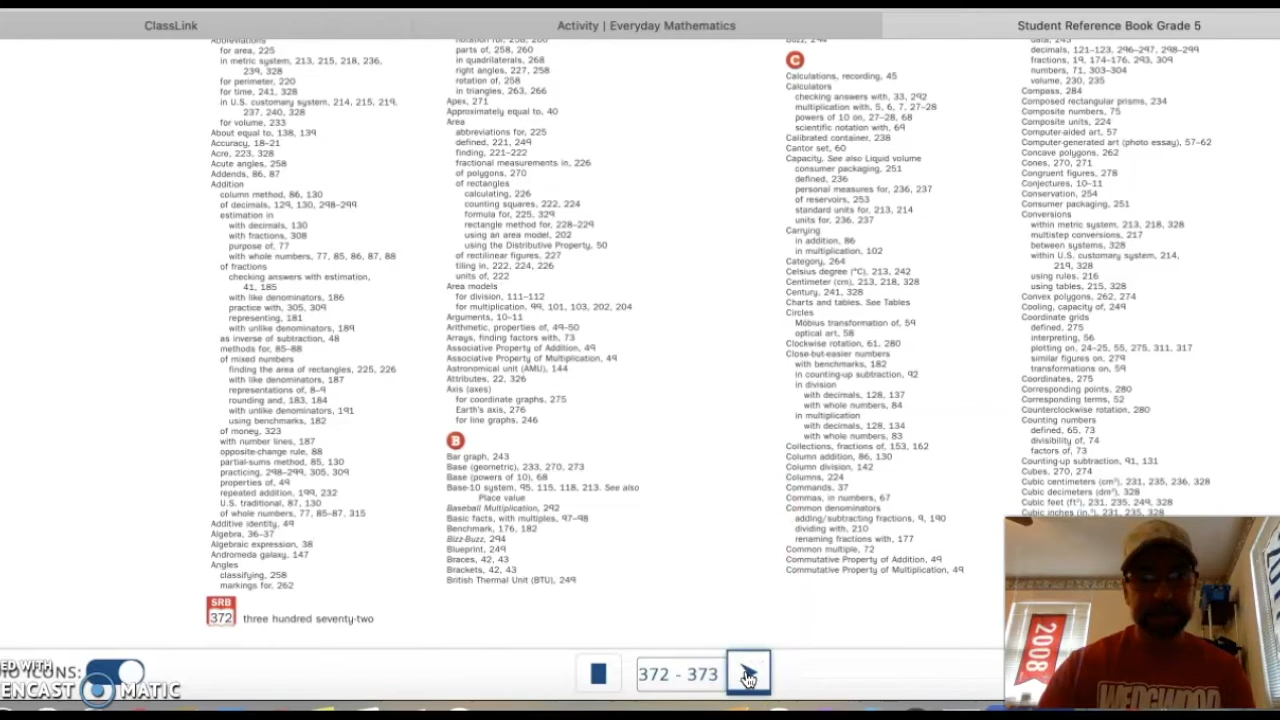 ClassLink
Activity | Everyday Mathematics
Student Reference Book Grade 5
Abbreviations
for area, 225
in metric system, 213, 215, 218, 236,
239, 328
for perimeter, 220
for time, 241, 328
in U.S. customary system, 214, 215, 219,
237, 240, 328
for volume, 233
About equal to, 138, 139
Accuracy, 18–21
Acre, 223, 328
Acute angles, 258
Addends, 86, 87
Addition
column method, 86, 130
of decimals, 129, 130, 298–299
estimation in
with decimals, 130
with fractions, 308
purpose of, 77
with whole numbers, 77, 85, 86, 87, 88
of fractions
checking answers with estimation,
41, 185
with like denominators, 186
practice with, 305, 309
representing, 181
with unlike denominators, 189
as inverse of subtraction, 48
methods for, 85–88
of mixed numbers
finding the area of rectangles, 225, 226
with like denominators, 187
representations of, 8–9
rounding and, 183, 184
with unlike denominators, 191
using benchmarks, 182
of money, 323
with number lines, 187
opposite-change rule, 88
partial-sums method, 85, 130
practicing, 298–299, 305, 309
properties of, 49
repeated addition, 199, 232
U.S. traditional, 87, 130
of whole numbers, 77, 85–87, 315
Additive identity, 49
Algebra, 36–37
Algebraic expression, 38
Andromeda galaxy, 147
Angles
classifying, 258
markings for, 262
SRB
372 three hundred seventy-two
notation for, 258, 260
parts of, 258, 260
in quadrilaterals, 268
right angles, 227, 258
rotation of, 258
in triangles, 263, 266
Apex, 271
Approximately equal to, 40
Area
abbreviations for, 225
defined, 221, 249
finding, 221–222
fractional measurements in, 226
of polygons, 270
of rectangles
calculating, 226
counting squares, 222, 224
formula for, 225, 329
rectangle method for, 228–229
using an area model, 202
using the Distributive Property, 50
of rectilinear figures, 227
tiling in, 222, 224, 226
units of, 222
Area models
for division, 111–112
for multiplication, 99, 101, 103, 202, 204
Arguments, 10–11
Arithmetic, properties of, 49–50
Arrays, finding factors with, 73
Associative Property of Addition, 49
Associative Property of Multiplication, 49
Astronomical unit (AMU), 144
Attributes, 22, 326
Axis (axes)
for coordinate graphs, 275
Earth's axis, 276
for line graphs, 246
B
Bar graph, 243
Base (geometric), 233, 270, 273
Base (powers of 10), 68
Base-10 system, 95, 115, 118, 213. See also
Place value
Baseball Multiplication, 292
Basic facts, with multiples, 97–98
Benchmark, 176, 182
Bizz-Buzz, 294
Blueprint, 249
Braces, 42, 43
Brackets, 42, 43
British Thermal Unit (BTU), 249
Buzz, 294
C
Calculations, recording, 45
Calculators
checking answers with, 33, 292
multiplication with, 5, 6, 7, 27–28
powers of 10 on, 27–28, 68
scientific notation with, 69
Calibrated container, 238
Cantor set, 60
Capacity. See also Liquid volume
consumer packaging, 251
defined, 236
personal measures for, 236, 237
of reservoirs, 253
standard units for, 213, 214
units for, 236, 237
Carrying
in addition, 86
in multiplication, 102
Category, 264
Celsius degree (°C), 213, 242
Centimeter (cm), 213, 218, 328
Century, 241, 328
Charts and tables. See Tables
Circles
Möbius transformation of, 59
optical art, 58
Clockwise rotation, 61, 280
Close-but-easier numbers
with benchmarks, 182
in counting-up subtraction, 92
in division
with decimals, 128, 137
with whole numbers, 84
in multiplication
with decimals, 128, 134
with whole numbers, 83
Collections, fractions of, 153, 162
Column addition, 86, 130
Column division, 142
Columns, 224
Commands, 37
Commas, in numbers, 67
Common denominators
adding/subtracting fractions, 9, 190
dividing with, 210
renaming fractions with, 177
Common multiple, 72
Commutative Property of Addition, 49
Commutative Property of Multiplication, 49
data, 245
decimals, 121–123, 296–297, 298–299
fractions, 19, 174–176, 293, 309
numbers, 71, 303–304
volume, 230, 235
Compass, 284
Composed rectangular prisms, 234
Composite numbers, 75
Composite units, 224
Computer-aided art, 57
Computer-generated art (photo essay), 57–62
Concave polygons, 262
Cones, 270, 271
Congruent figures, 278
Conjectures, 10–11
Conservation, 254
Consumer packaging, 251
Conversions
within metric system, 213, 218, 328
multistep conversions, 217
between systems, 328
within U.S. customary system, 214,
219, 328
using rules, 216
using tables, 215, 328
Convex polygons, 262, 274
Cooling, capacity of, 249
Coordinate grids
defined, 275
interpreting, 56
plotting on, 24–25, 55, 275, 311, 317
similar figures on, 279
transformations on, 59
Coordinates, 275
Corresponding points, 280
Corresponding terms, 52
Counterclockwise rotation, 280
Counting numbers
defined, 65, 73
divisibility of, 74
factors of, 73
Counting-up subtraction, 91, 131
Cubes, 270, 274
Cubic centimeters (cm³), 231, 235, 236, 328
Cubic decimeters (dm³), 328
Cubic feet (ft³), 231, 235, 249, 328
Cubic inches (in.³), 231, 235, 328
ICONS:
372 - 373
WITH
ENCAST MATIC
2008
WEDGWOOD